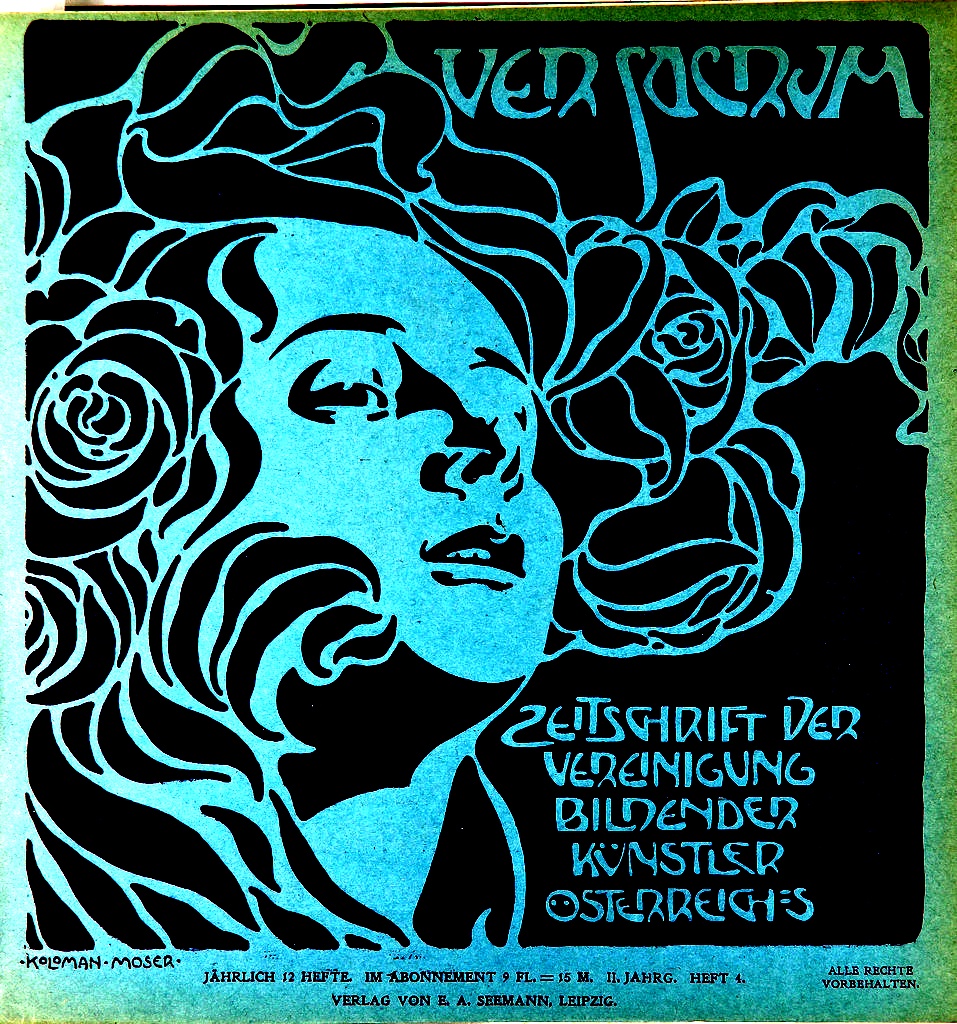 VER SACRUM
ZEITSCHRIFT DER
VEREINIGUNG
BILDENDER
KÜNSTLER
ÖSTERREICHS
·KOLOMAN·MOSER·
JÄHRLICH 12 HEFTE. IM ABONNEMENT 9 FL. = 15 M. II. JAHRG. HEFT 4.
VERLAG VON E. A. SEEMANN, LEIPZIG.
ALLE RECHTE
VORBEHALTEN.